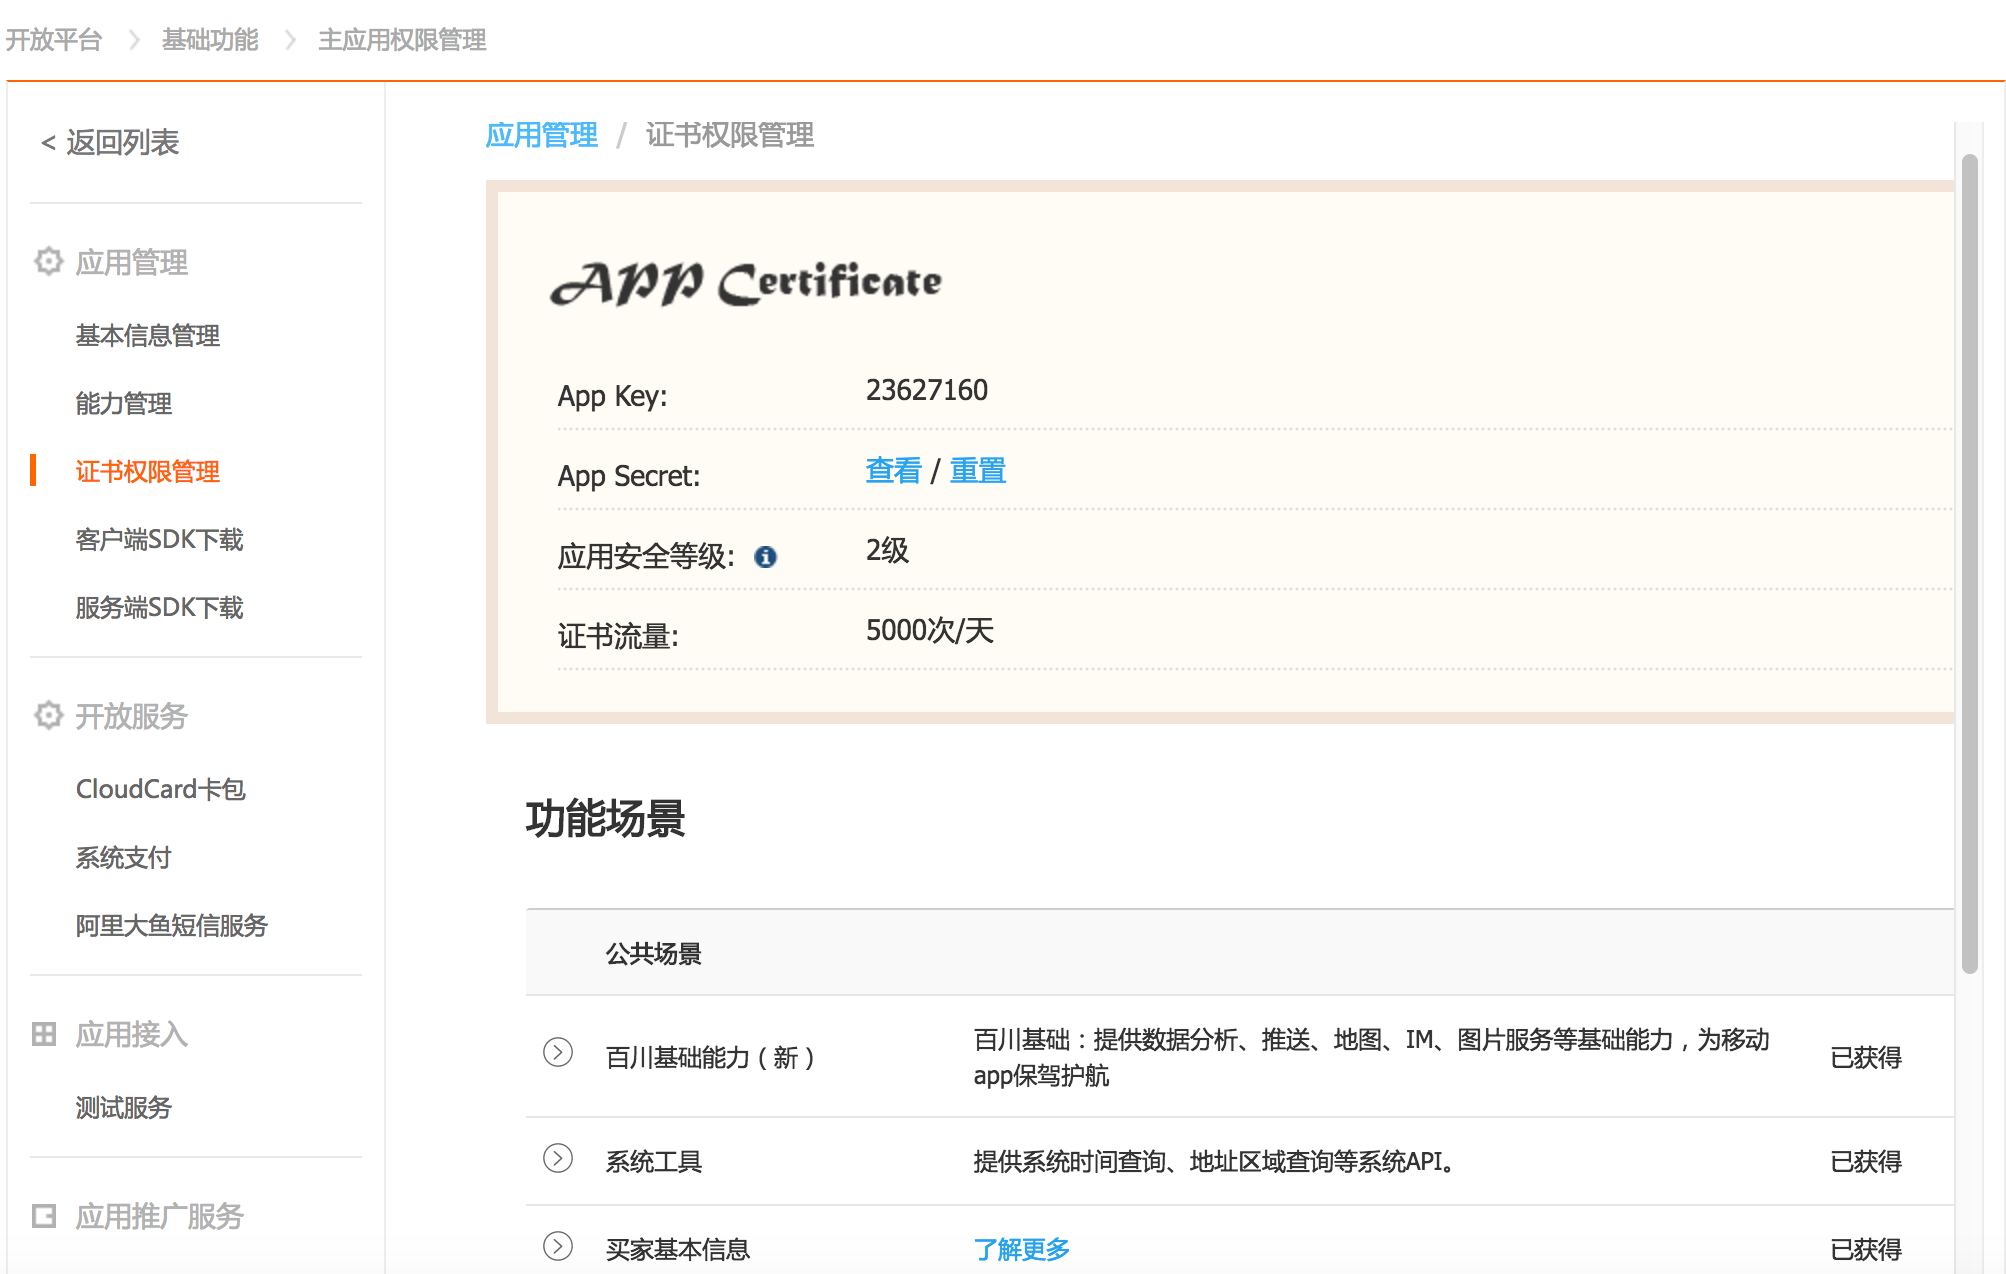 开放平台 > 基础功能 > 主应用权限管理
< 返回列表
应用管理
基本信息管理
能力管理
证书权限管理
客户端SDK下载
服务端SDK下载
开放服务
CloudCard卡包
系统支付
阿里大鱼短信服务
应用接入
测试服务
应用推广服务
应用管理 / 证书权限管理
APP Certificate
App Key: 23627160
App Secret: 查看 / 重置
应用安全等级: 2级
证书流量: 5000次/天
功能场景
公共场景
百川基础能力（新） 百川基础：提供数据分析、推送、地图、IM、图片服务等基础能力，为移动 已获得
app保驾护航
系统工具 提供系统时间查询、地址区域查询等系统API。 已获得
买家基本信息 了解更多 已获得